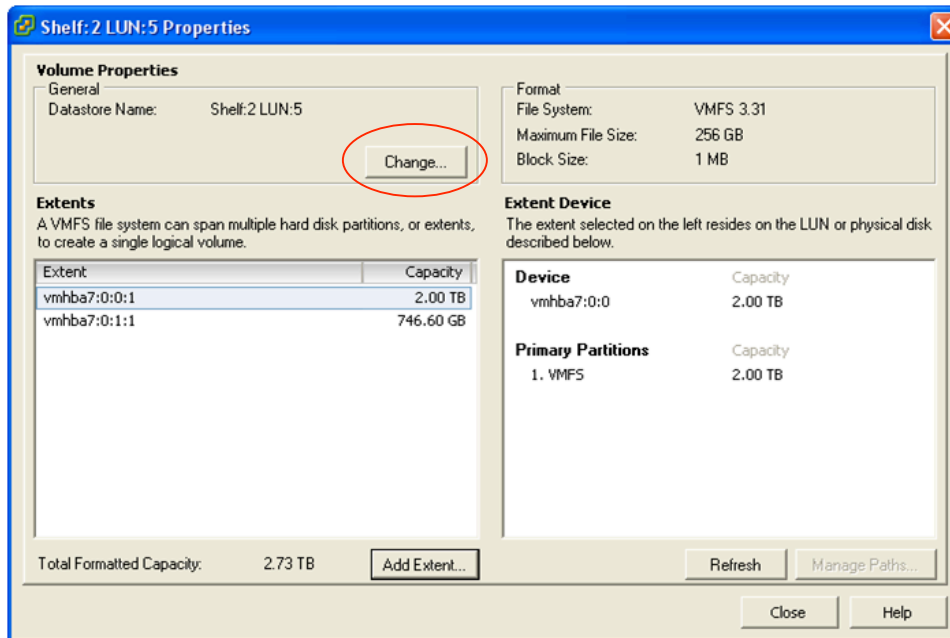 Shelf:2 LUN:5 Properties
Volume Properties
General
Datastore Name: Shelf:2 LUN:5
Change...
Format
File System: VMFS 3.31
Maximum File Size: 256 GB
Block Size: 1 MB
Extents
A VMFS file system can span multiple hard disk partitions, or extents,
to create a single logical volume.
Extent Capacity
vmhba7:0:0:1 2.00 TB
vmhba7:0:1:1 746.60 GB
Total Formatted Capacity: 2.73 TB
Add Extent...
Extent Device
The extent selected on the left resides on the LUN or physical disk
described below.
Device Capacity
vmhba7:0:0 2.00 TB
Primary Partitions Capacity
1. VMFS 2.00 TB
Refresh
Manage Paths...
Close
Help